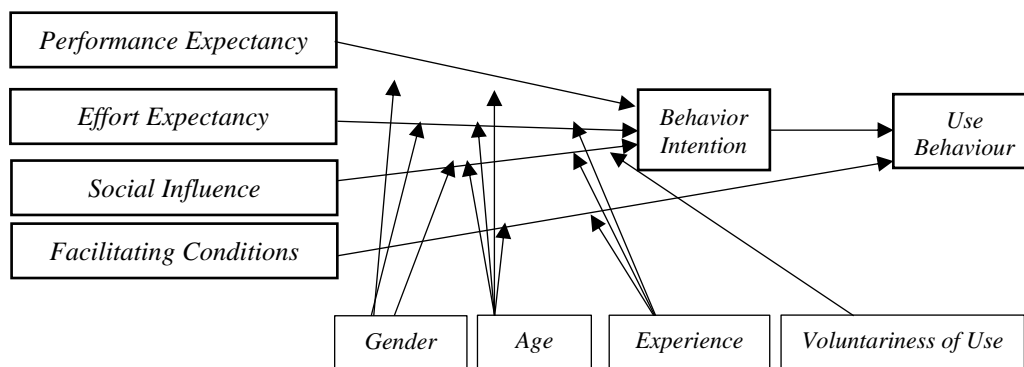 Performance Expectancy
Effort Expectancy
Social Influence
Facilitating Conditions
Behavior
Intention
Use
Behaviour
Gender
Age
Experience
Voluntariness of Use